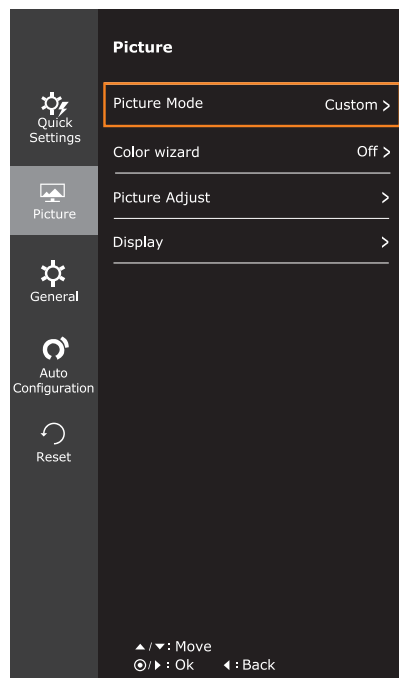 Picture
Quick
Settings
Picture
General
Auto
Configuration
Reset
Picture Mode Custom >
Color wizard Off >
Picture Adjust >
Display >
▲/▼: Move
⊙/▶: Ok ◀: Back